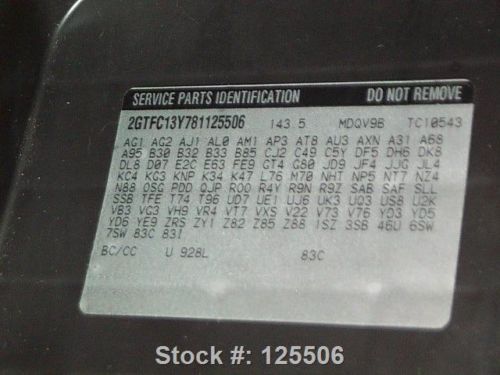 SERVICE PARTS IDENTIFICATION DO NOT REMOVE
2GTFC13Y781125506 143.5 MDQV9B TC10543
AG1 AG2 AJ1 AL0 AM1 AP3 AT8 AU3 AXN A31 A68
A95 B30 B32 B33 B85 CJ2 C49 C5Y DF5 DH6 DK8
DL8 D07 E2C E63 FE9 GT4 G80 JD9 JF4 JJG JL4
KC4 KG3 KNP K34 K47 L76 M70 NHT NP5 NT7 NZ4
N88 OSG PDD QJP R00 R4Y R9N R9Z SAB SAF SLL
SSB TFE T74 T96 U07 UE1 UJ6 UK3 UQ3 US8 U2K
VB3 VG3 VH9 VR4 VT7 VXS V22 V73 V76 YD3 YD5
YD6 YE9 ZRS ZY1 Z82 Z85 Z88 1SZ 3SB 46U 6SW
7SW 83C 83I
BC/CC U 928L 83C
Stock #: 125506